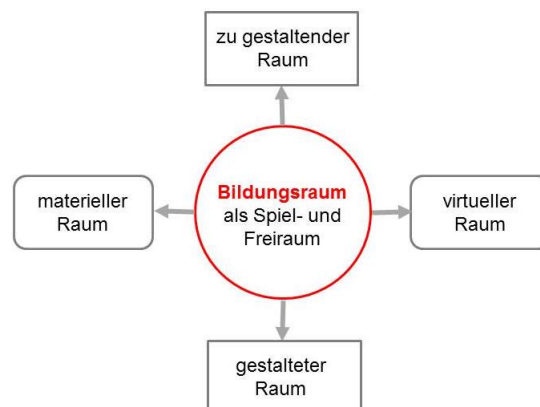 zu gestaltender
Raum
materieller
Raum
Bildungsraum
als Spiel- und
Freiraum
virtueller
Raum
gestalteter
Raum